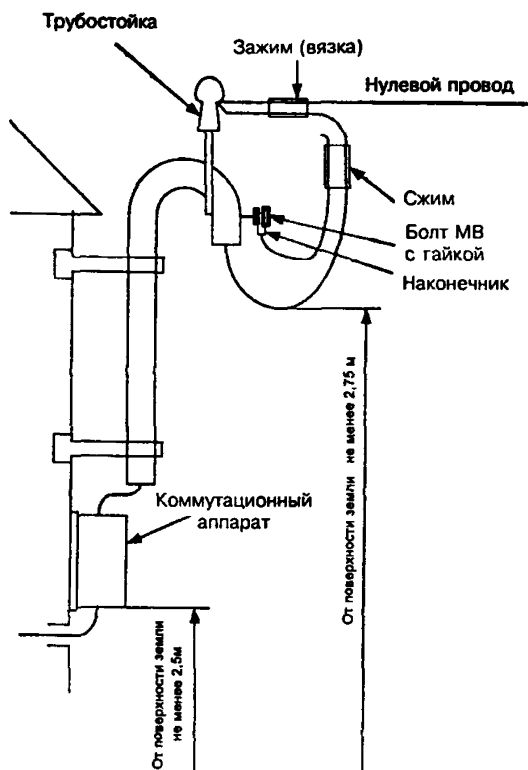 Трубостойка
Зажим (вязка)
Нулевой провод
Сжим
Болт МВ
с гайкой
Наконечник
Коммутационный
аппарат
От поверхности земли не менее 2,75 м
От поверхности земли
не менее 2,5м